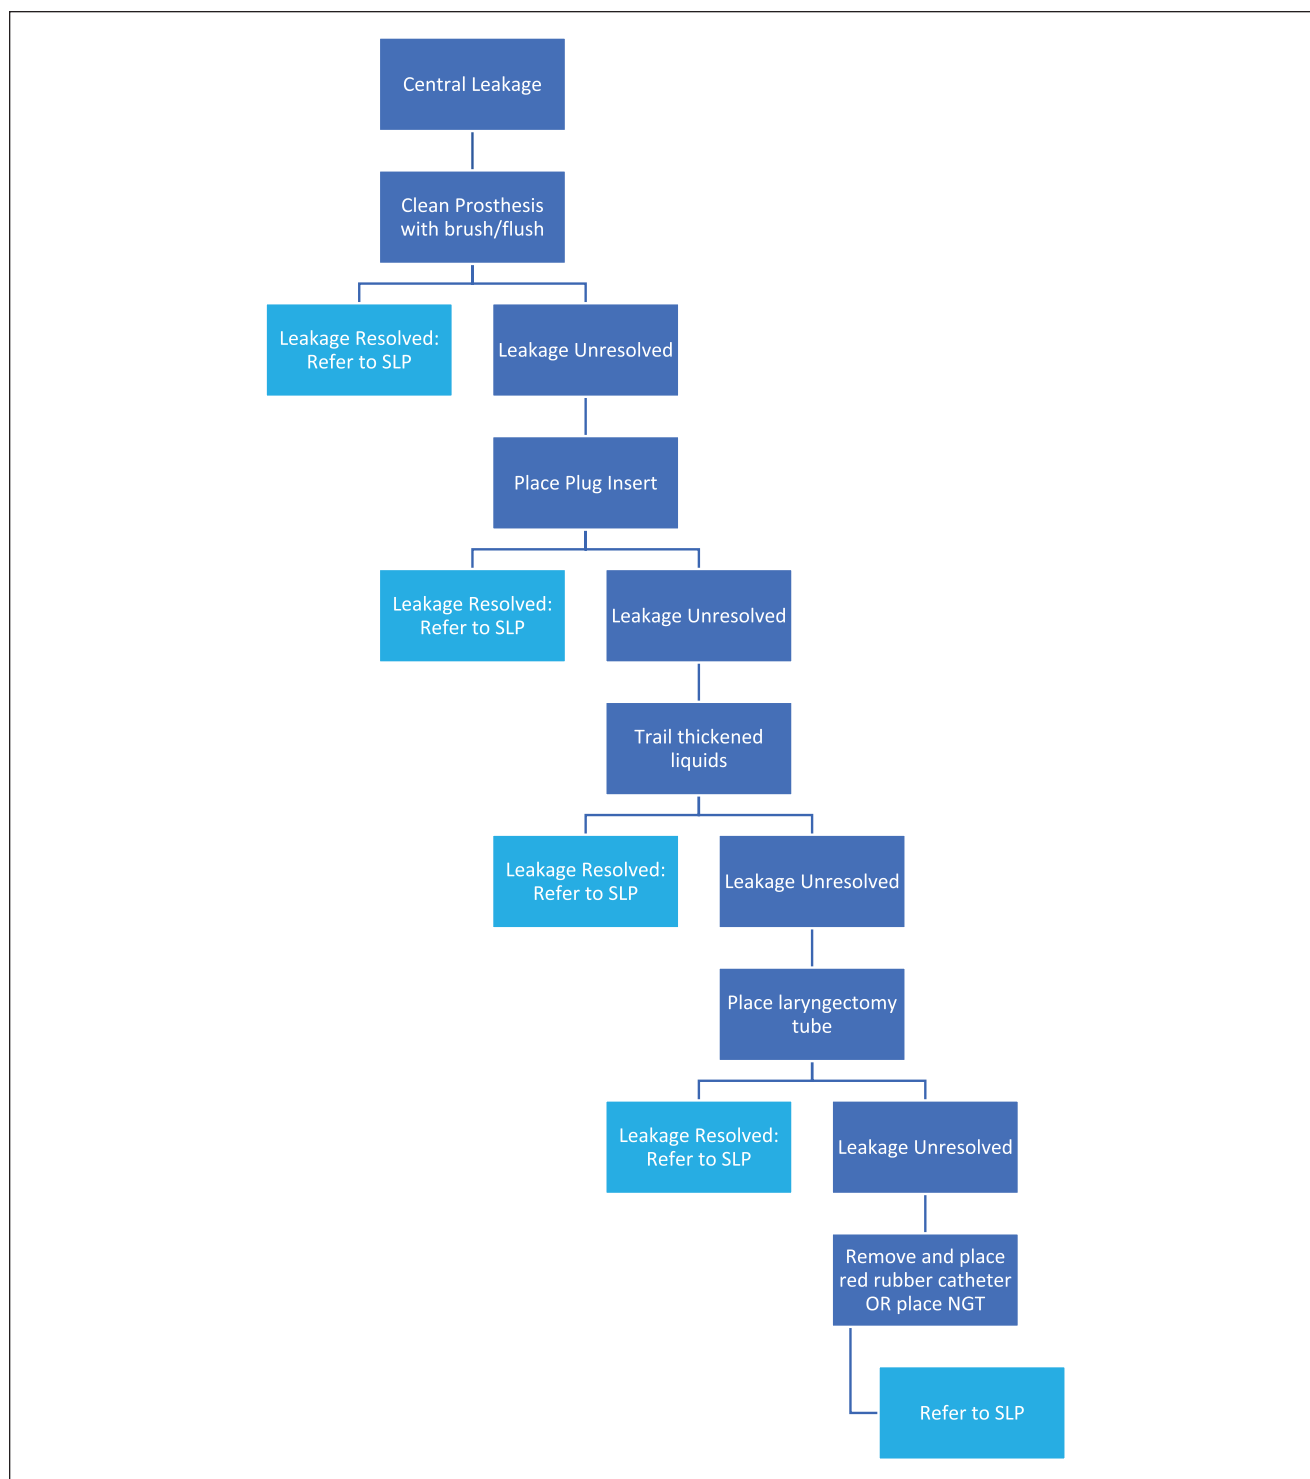 Central Leakage
Clean Prosthesis
with brush/flush
Leakage Resolved:
Refer to SLP
Leakage Unresolved
Place Plug Insert
Leakage Resolved:
Refer to SLP
Leakage Unresolved
Trail thickened
liquids
Leakage Resolved:
Refer to SLP
Leakage Unresolved
Place laryngectomy
tube
Leakage Resolved:
Refer to SLP
Leakage Unresolved
Remove and place
red rubber catheter
OR place NGT
Refer to SLP